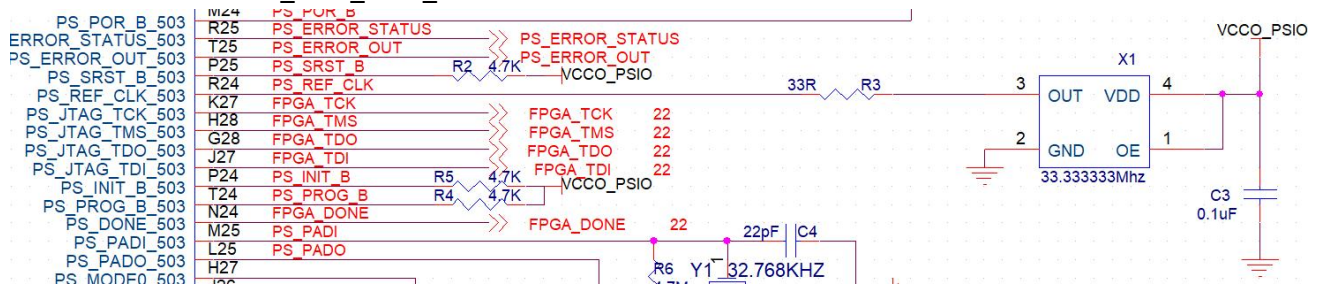 M24 PS_POR_B
PS_POR_B_503 R25 PS_ERROR_STATUS PS_ERROR_STATUS
ERROR_STATUS_503 T25 PS_ERROR_OUT PS_ERROR_OUT
PS_ERROR_OUT_503 P25 PS_SRST_B R2 4.7K VCCO_PSIO
PS_SRST_B_503 R24 PS_REF_CLK 33R R3
PS_REF_CLK_503 K27 FPGA_TCK FPGA_TCK 22
PS_JTAG_TCK_503 H28 FPGA_TMS FPGA_TMS 22
PS_JTAG_TMS_503 G28 FPGA_TDO FPGA_TDO 22
PS_JTAG_TDO_503 J27 FPGA_TDI FPGA_TDI 22
PS_JTAG_TDI_503 P24 PS_INIT_B R5 4.7K VCCO_PSIO
PS_INIT_B_503 T24 PS_PROG_B R4 4.7K
PS_PROG_B_503 N24 FPGA_DONE FPGA_DONE 22
PS_DONE_503 M25 PS_PADI 22pF C4
PS_PADI_503 L25 PS_PADO
PS_PADO_503 H27 R6 Y1 1 32.768KHZ
PS_MODE0_503
VCCO_PSIO
X1
3 OUT VDD 4
2 GND OE 1
33.333333Mhz
C3
0.1uF